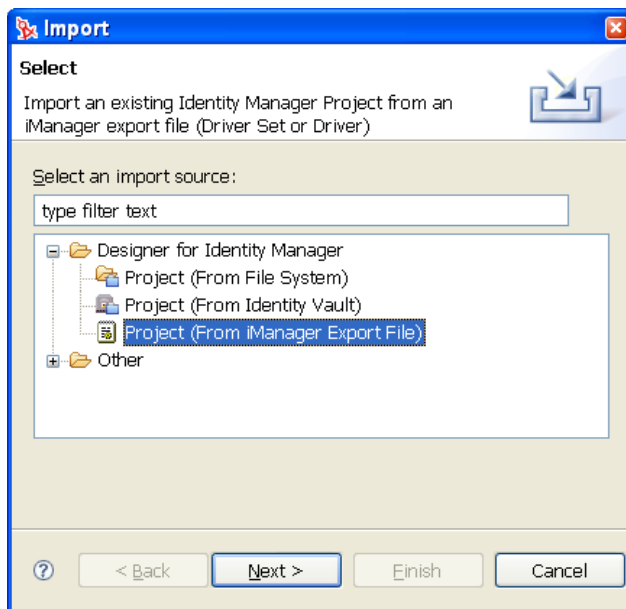 Import
Select
Import an existing Identity Manager Project from an
iManager export file (Driver Set or Driver)
Select an import source:
type filter text
Designer for Identity Manager
Project (From File System)
Project (From Identity Vault)
Project (From iManager Export File)
Other
?
< Back
Next >
Finish
Cancel